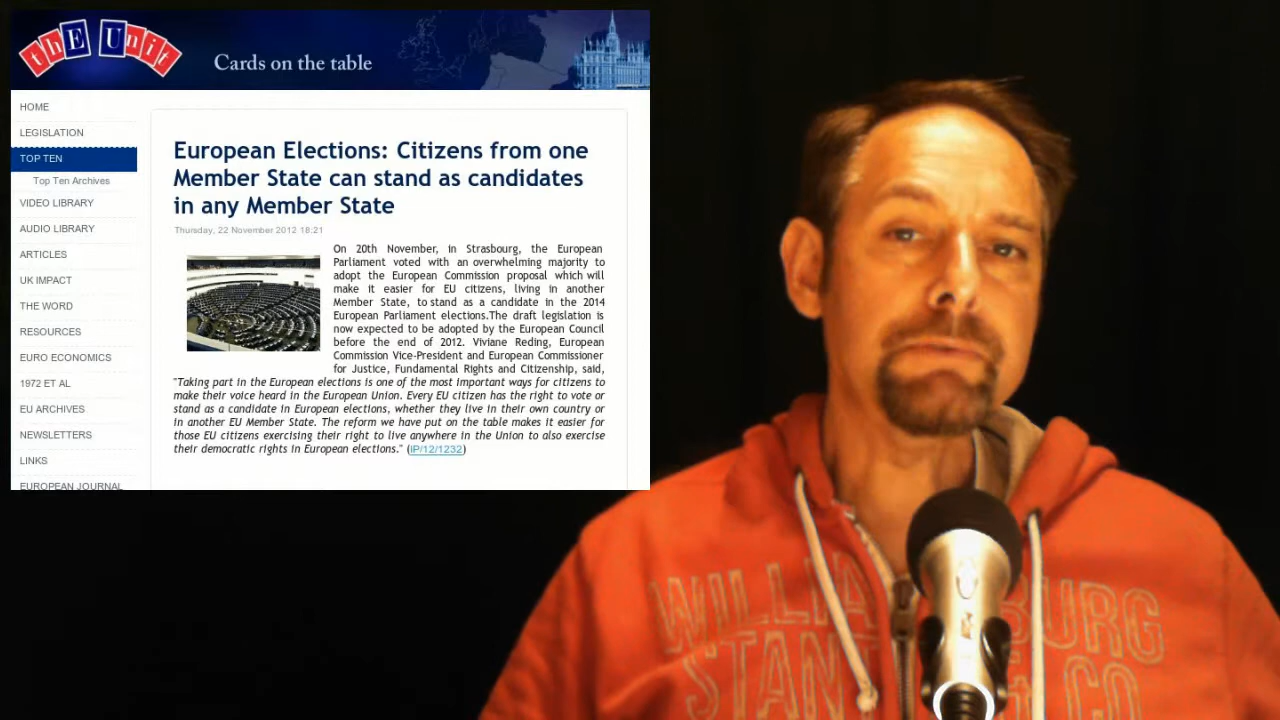 thE Unit
Cards on the table
HOME
LEGISLATION
TOP TEN
Top Ten Archives
VIDEO LIBRARY
AUDIO LIBRARY
ARTICLES
UK IMPACT
THE WORD
RESOURCES
EURO ECONOMICS
1972 ET AL
EU ARCHIVES
NEWSLETTERS
LINKS
EUROPEAN JOURNAL
European Elections: Citizens from one
Member State can stand as candidates
in any Member State
Thursday, 22 November 2012 18:21
On 20th November, in Strasbourg, the European
Parliament voted with an overwhelming majority to
adopt the European Commission proposal which will
make it easier for EU citizens, living in another
Member State, to stand as a candidate in the 2014
European Parliament elections.The draft legislation is
now expected to be adopted by the European Council
before the end of 2012. Viviane Reding, European
Commission Vice-President and European Commissioner
for Justice, Fundamental Rights and Citizenship, said,
"Taking part in the European elections is one of the most important ways for citizens to
make their voice heard in the European Union. Every EU citizen has the right to vote or
stand as a candidate in European elections, whether they live in their own country or
in another EU Member State. The reform we have put on the table makes it easier for
those EU citizens exercising their right to live anywhere in the Union to also exercise
their democratic rights in European elections." (IP/12/1232)
WILLIA BURG
STAN & CO